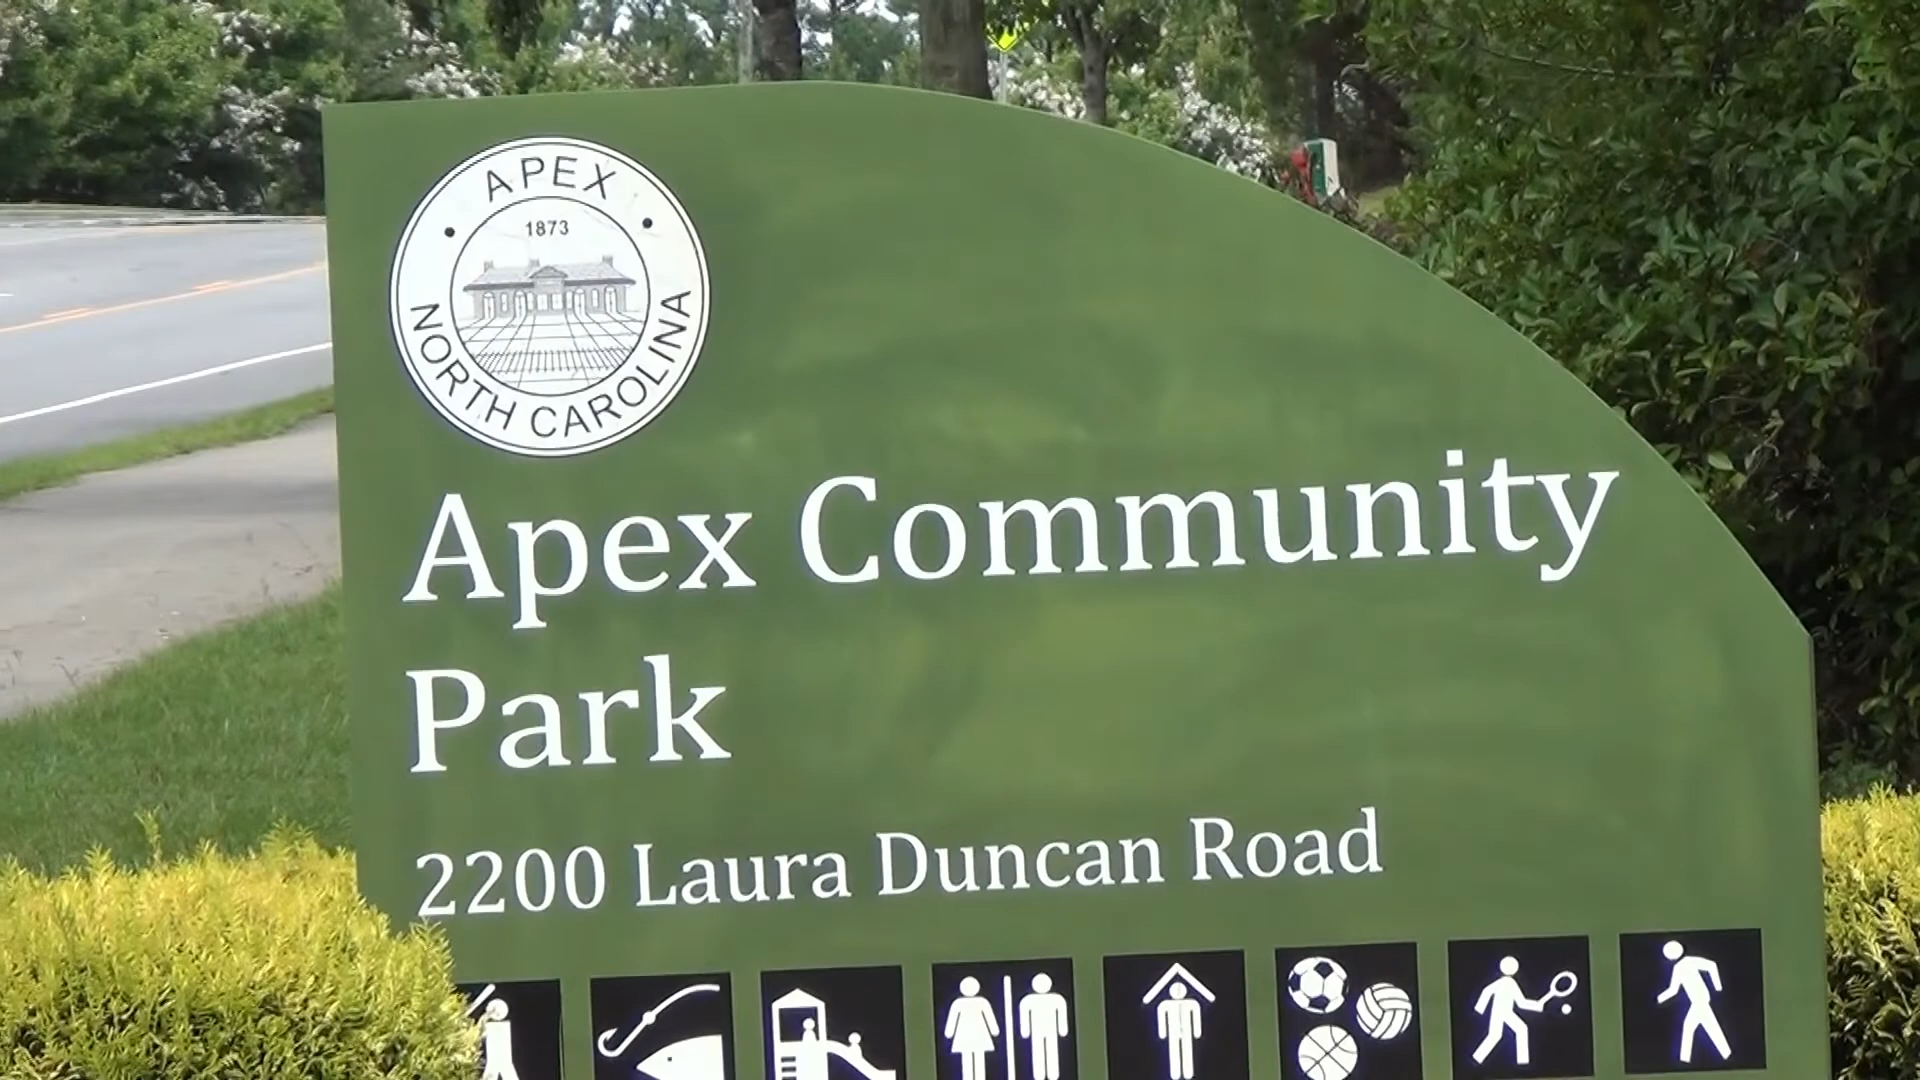 APEX
1873
NORTH CAROLINA
Apex Community
Park
2200 Laura Duncan Road